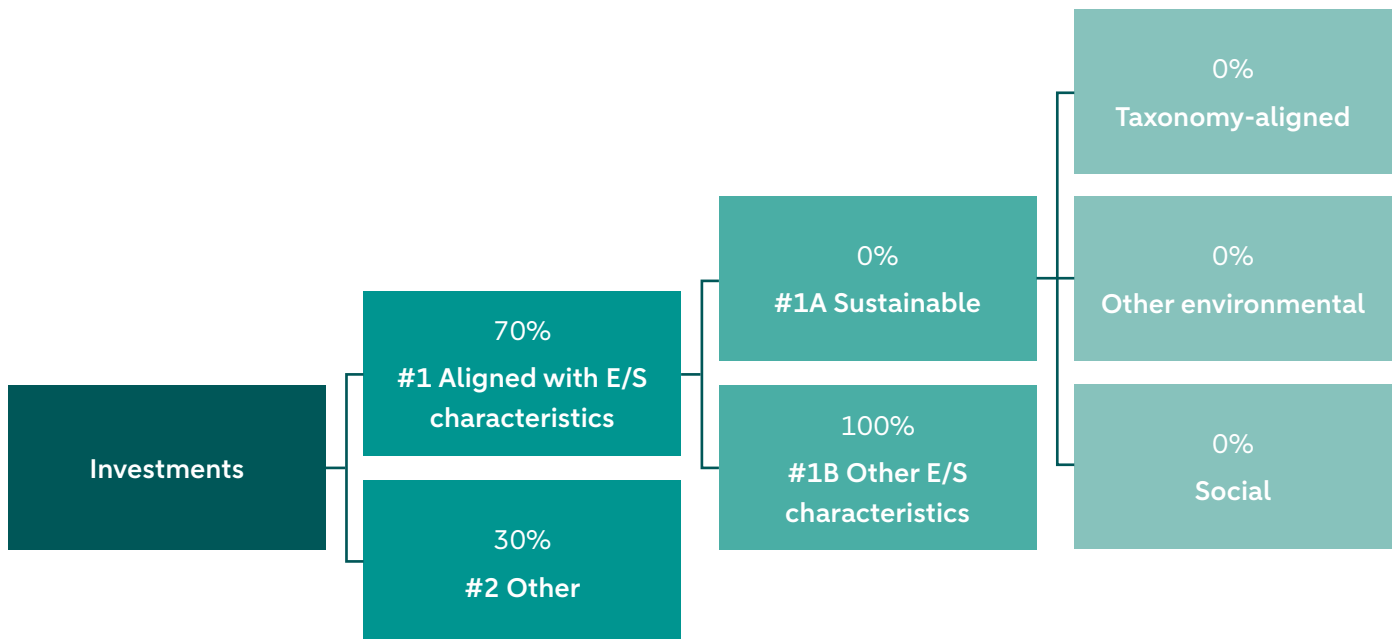 Investments
70%
#1 Aligned with E/S
characteristics
30%
#2 Other
0%
#1A Sustainable
100%
#1B Other E/S
characteristics
0%
Taxonomy-aligned
0%
Other environmental
0%
Social